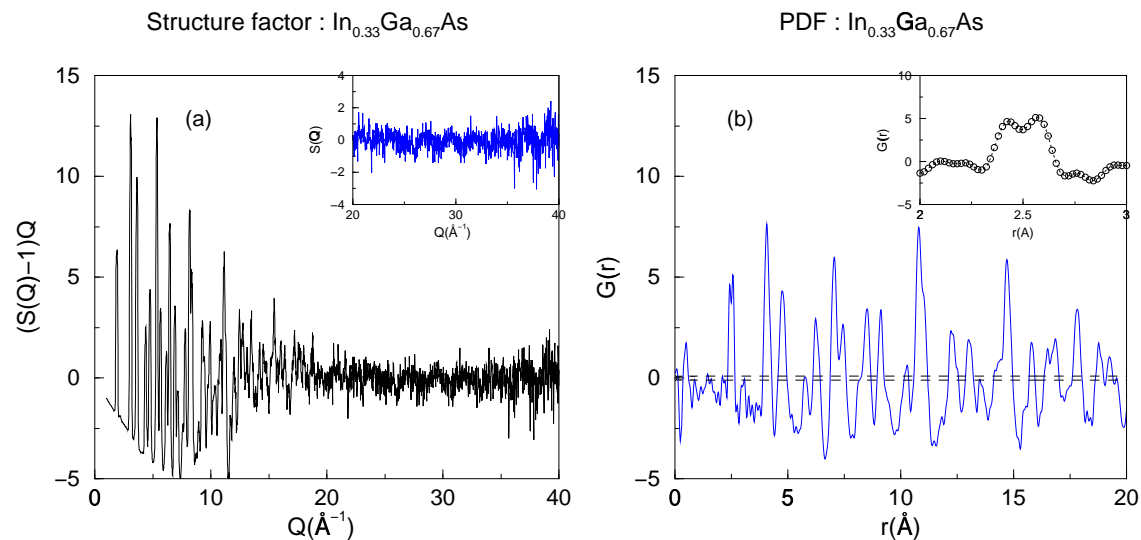 Structure factor : In0.33Ga0.67As
PDF : In0.33Ga0.67As
(a)
(S(Q)−1)Q
15
10
5
0
−5
0
10
20
30
40
Q(Å−1)
S(Q)
4
2
0
−2
−4
20
30
40
Q(Å−1)
(b)
G(r)
15
10
5
0
−5
0
5
10
15
20
r(Å)
G(r)
10
5
0
−5
2
2.5
3
r(A)